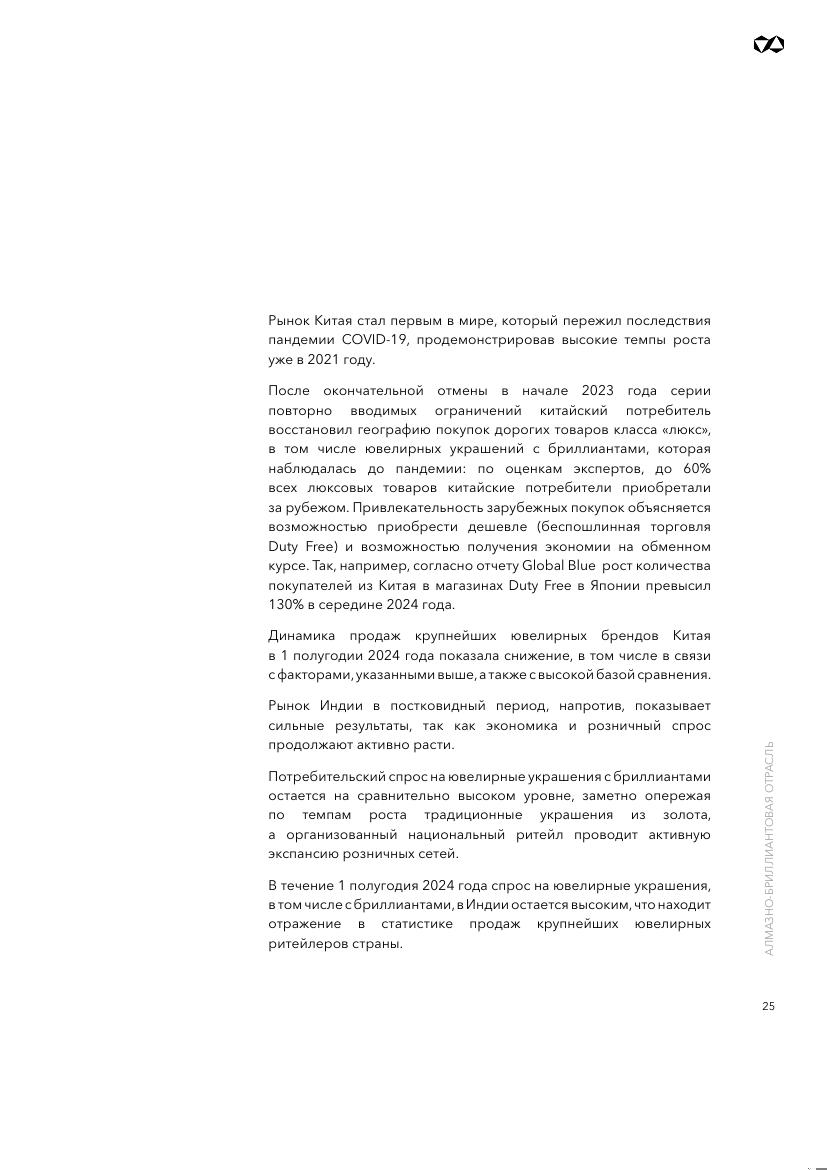 Рынок Китая стал первым в мире, который пережил последствия
пандемии COVID-19, продемонстрировав высокие темпы роста
уже в 2021 году.
После окончательной отмены в начале 2023 года серии
повторно вводимых ограничений китайский потребитель
восстановил географию покупок дорогих товаров класса «люкс»,
в том числе ювелирных украшений с бриллиантами, которая
наблюдалась до пандемии: по оценкам экспертов, до 60%
всех люксовых товаров китайские потребители приобретали
за рубежом. Привлекательность зарубежных покупок объясняется
возможностью приобрести дешевле (беспошлинная торговля
Duty Free) и возможностью получения экономии на обменном
курсе. Так, например, согласно отчету Global Blue рост количества
покупателей из Китая в магазинах Duty Free в Японии превысил
130% в середине 2024 года.
Динамика продаж крупнейших ювелирных брендов Китая
в 1 полугодии 2024 года показала снижение, в том числе в связи
с факторами, указанными выше, а также с высокой базой сравнения.
Рынок Индии в постковидный период, напротив, показывает
сильные результаты, так как экономика и розничный спрос
продолжают активно расти.
Потребительский спрос на ювелирные украшения с бриллиантами
остается на сравнительно высоком уровне, заметно опережая
по темпам роста традиционные украшения из золота,
а организованный национальный ритейл проводит активную
экспансию розничных сетей.
В течение 1 полугодия 2024 года спрос на ювелирные украшения,
в том числе с бриллиантами, в Индии остается высоким, что находит
отражение в статистике продаж крупнейших ювелирных
ритейлеров страны.
АЛМАЗНО-БРИЛЛИАНТОВАЯ ОТРАСЛЬ
25